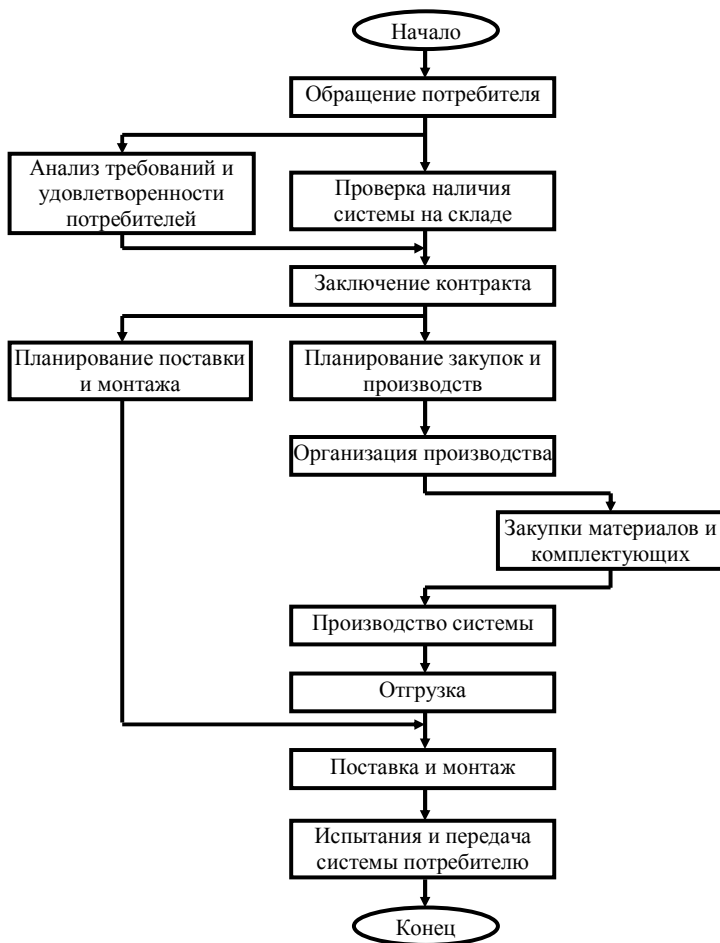 Начало
Обращение потребителя
Анализ требований и
удовлетворенности
потребителей
Проверка наличия
системы на складе
Заключение контракта
Планирование поставки
и монтажа
Планирование закупок и
производств
Организация производства
Закупки материалов и
комплектующих
Производство системы
Отгрузка
Поставка и монтаж
Испытания и передача
системы потребителю
Конец